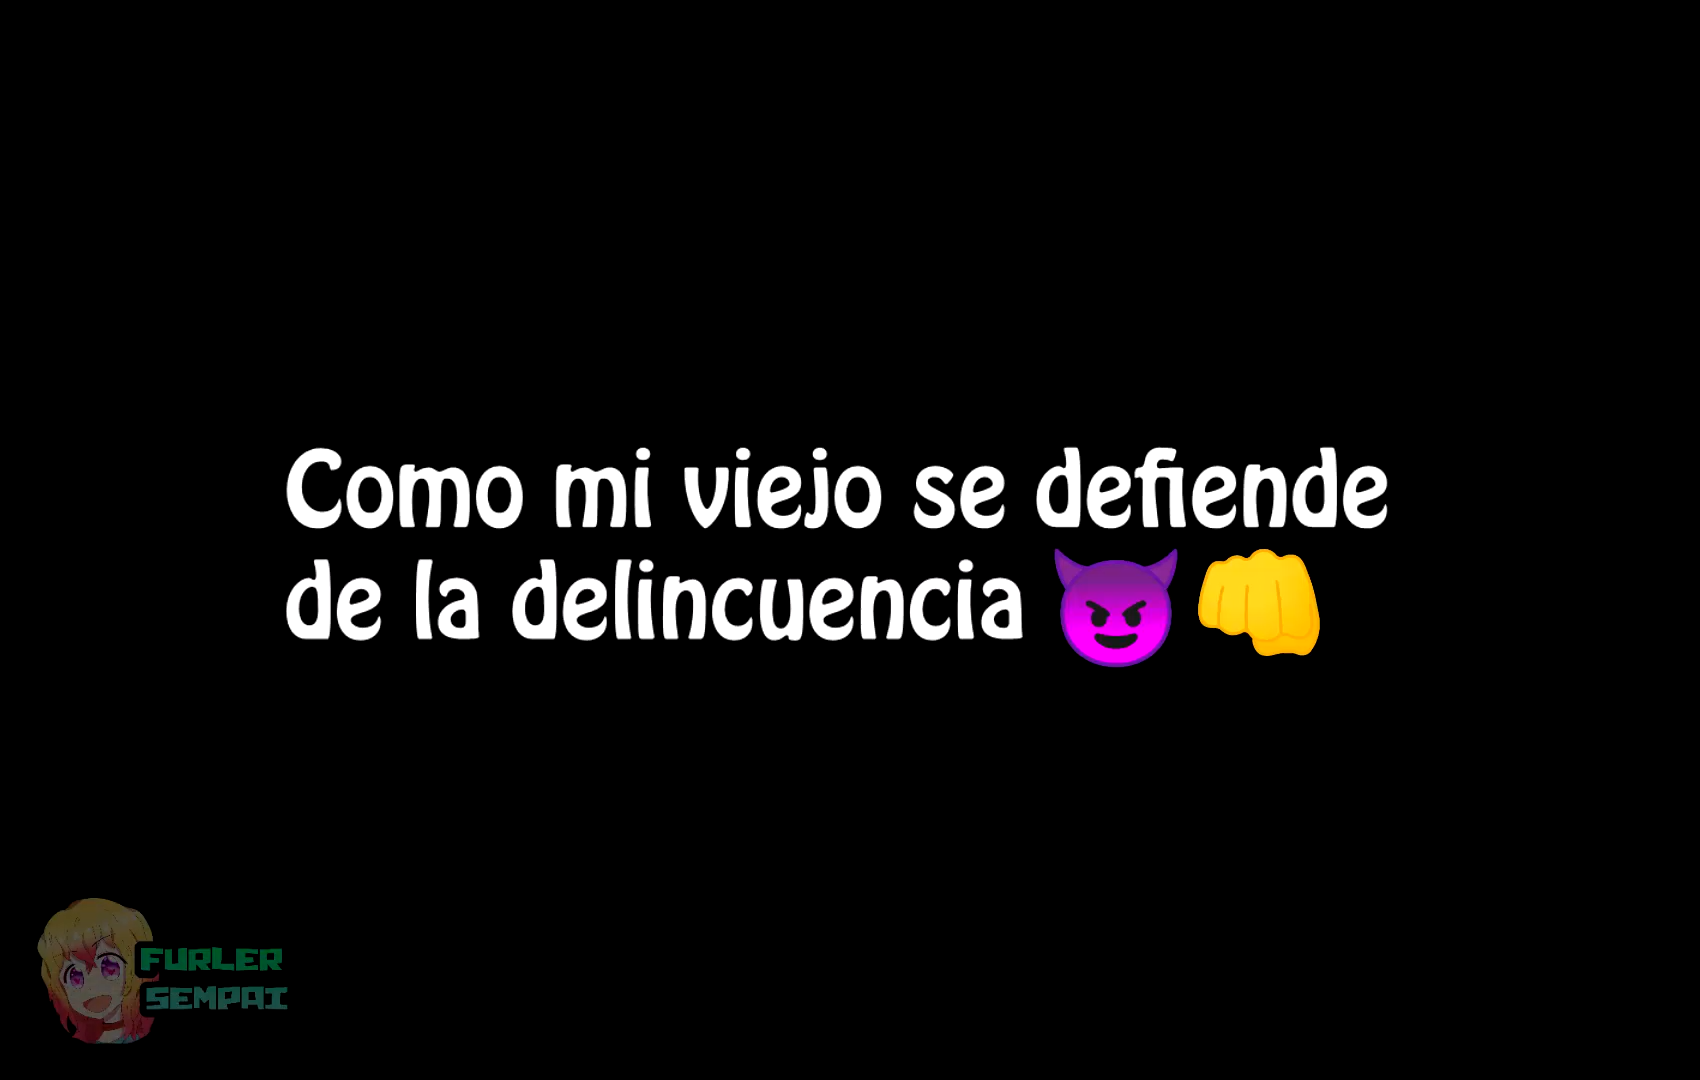 Como mi viejo se defiende
de la delincuencia 😈 👊
FURLER
SEMPAI